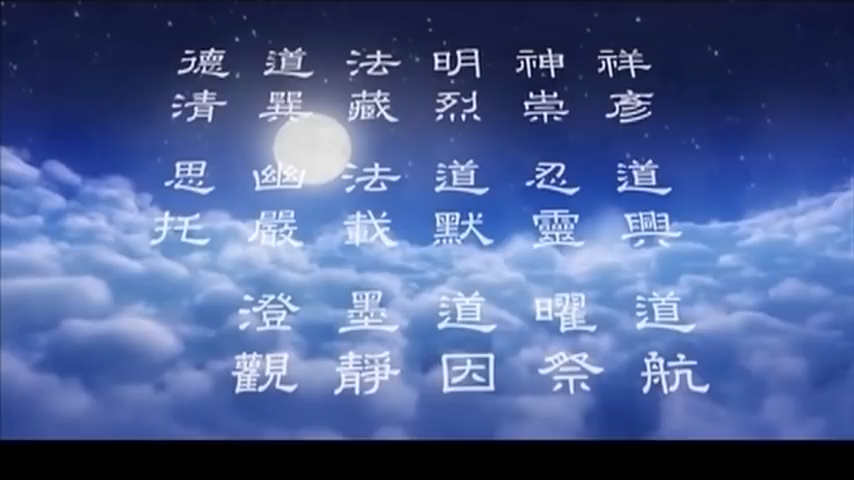 德 道 法 明 神 祥
清 巽 藏 烈 崇 彥
思 幽 法 道 忍 道
托 嚴 載 默 靈 興
澄 墨 道 曜 道
觀 靜 因 祭 航